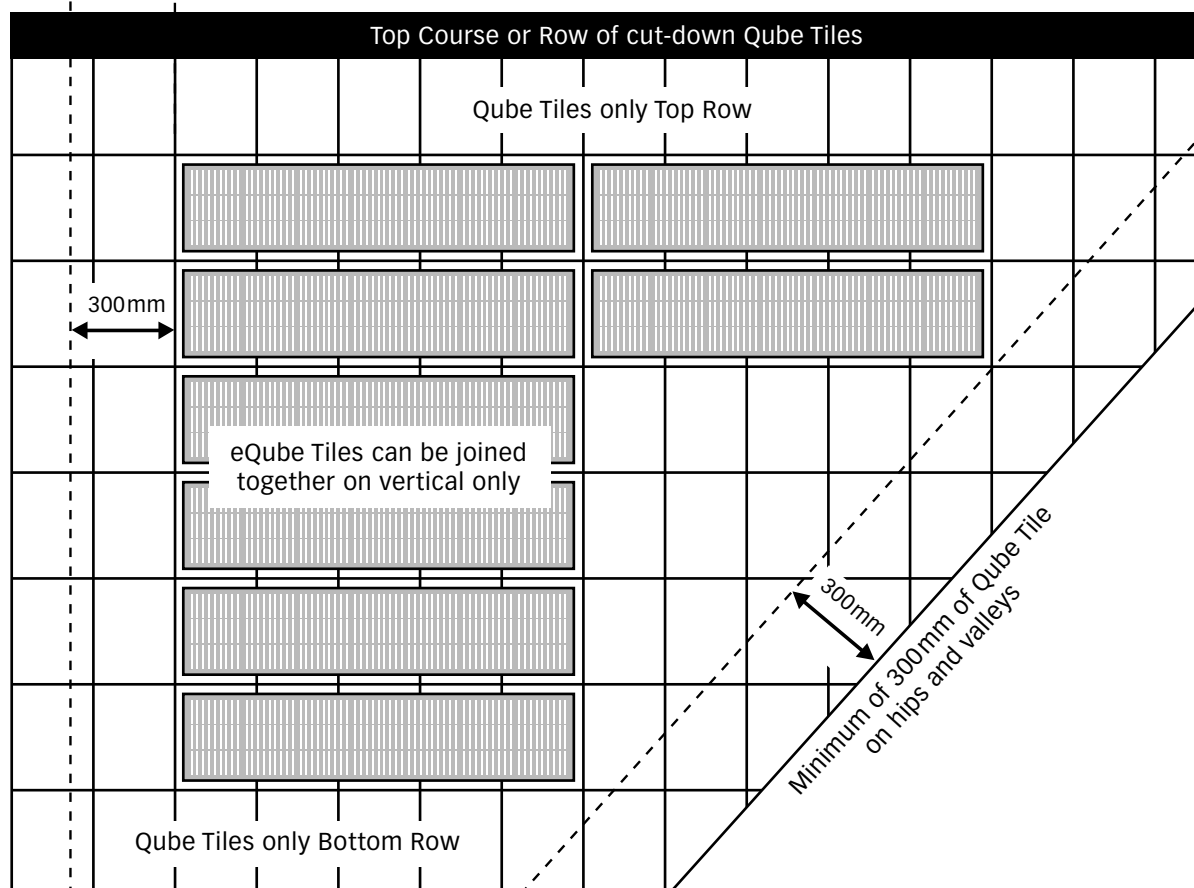 Top Course or Row of cut-down Qube Tiles
Qube Tiles only Top Row
300mm
eQube Tiles can be joined
together on vertical only
300mm
Minimum of 300mm of Qube Tile
on hips and valleys
Qube Tiles only Bottom Row